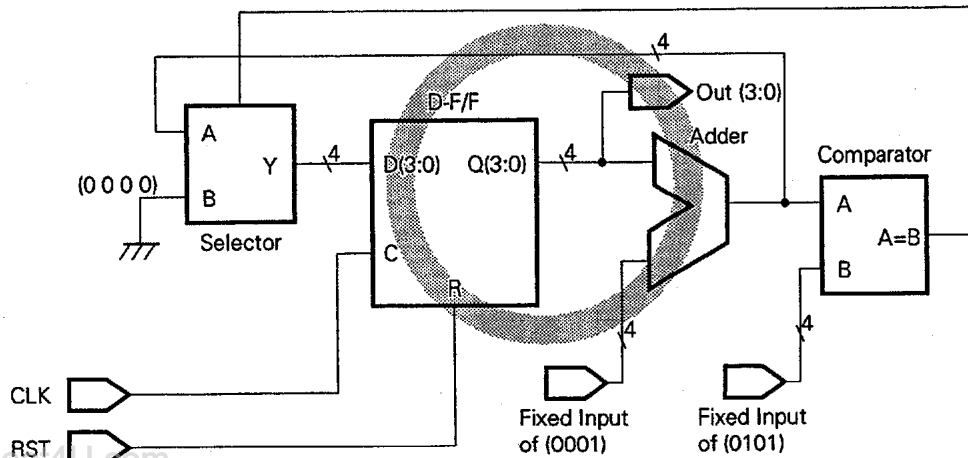 4
D-F/F
Out (3:0)
Adder
A
Y
B
(0 0 0 0)
Selector
4
D(3:0)
Q(3:0)
4
C
R
Comparator
A
A=B
B
4
4
CLK
RST
Fixed Input
of (0001)
Fixed Input
of (0101)